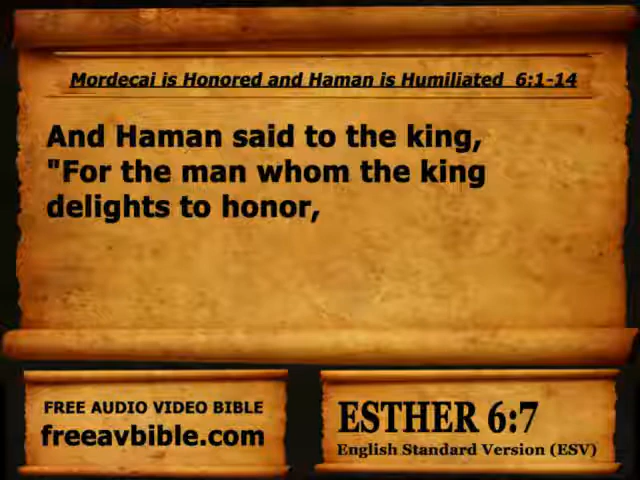 Mordecai is Honored and Haman is Humiliated 6:1-14
And Haman said to the king,
"For the man whom the king
delights to honor,
FREE AUDIO VIDEO BIBLE
freeavbible.com
ESTHER 6:7
English Standard Version (ESV)